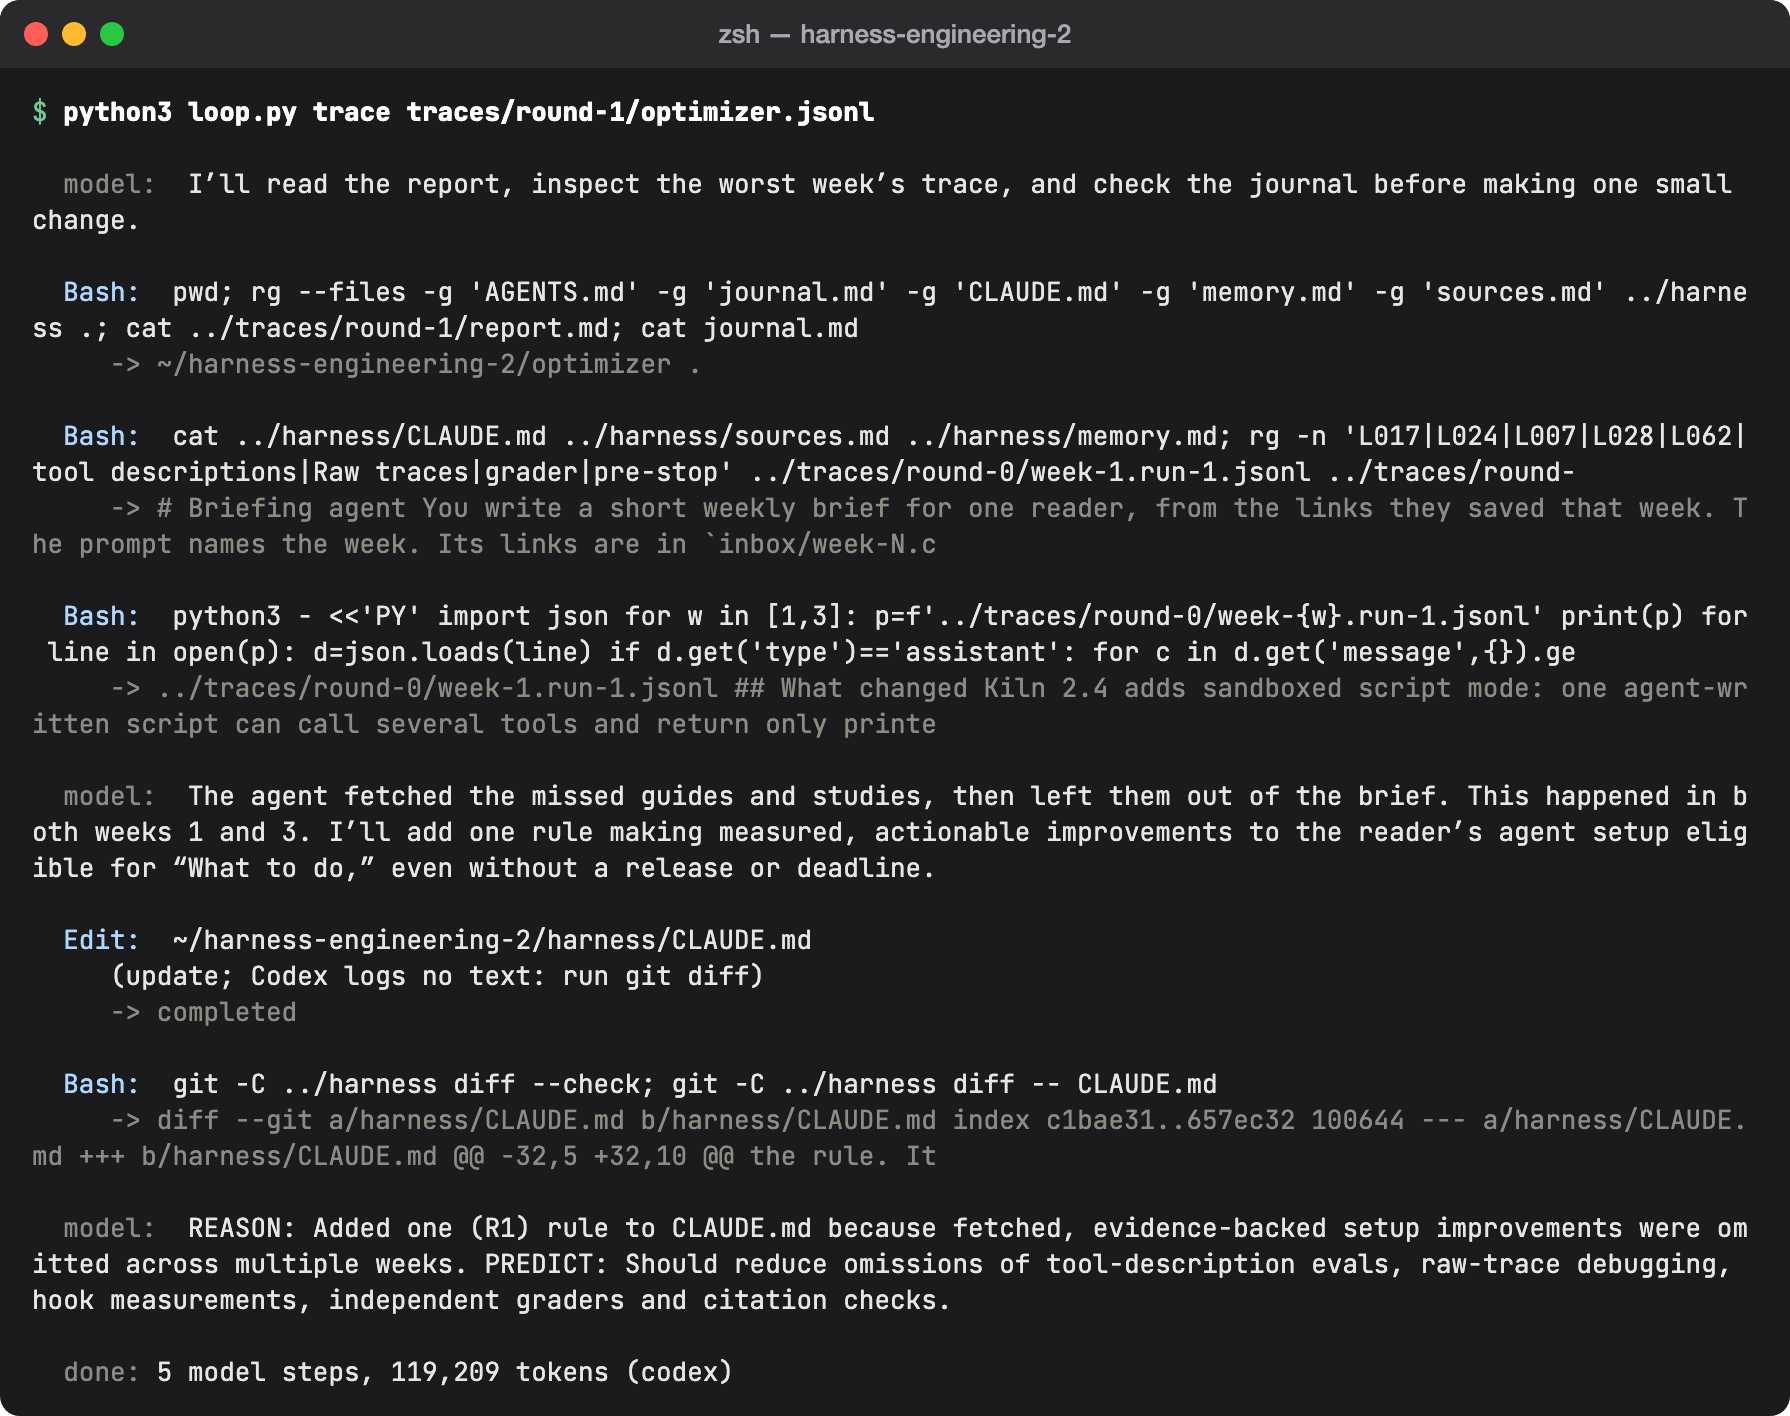 zsh — harness-engineering-2
$ python3 loop.py trace traces/round-1/optimizer.jsonl
model:  I’ll read the report, inspect the worst week’s trace, and check the journal before making one small
change.
Bash:  pwd; rg --files -g 'AGENTS.md' -g 'journal.md' -g 'CLAUDE.md' -g 'memory.md' -g 'sources.md' ../harne
ss .; cat ../traces/round-1/report.md; cat journal.md
-> ~/harness-engineering-2/optimizer .
Bash:  cat ../harness/CLAUDE.md ../harness/sources.md ../harness/memory.md; rg -n 'L017|L024|L007|L028|L062|
tool descriptions|Raw traces|grader|pre-stop' ../traces/round-0/week-1.run-1.jsonl ../traces/round-
-> # Briefing agent You write a short weekly brief for one reader, from the links they saved that week. T
he prompt names the week. Its links are in `inbox/week-N.c
Bash:  python3 - <<'PY' import json for w in [1,3]: p=f'../traces/round-0/week-{w}.run-1.jsonl' print(p) for
line in open(p): d=json.loads(line) if d.get('type')=='assistant': for c in d.get('message',{}).ge
-> ../traces/round-0/week-1.run-1.jsonl ## What changed Kiln 2.4 adds sandboxed script mode: one agent-wr
itten script can call several tools and return only printe
model:  The agent fetched the missed guides and studies, then left them out of the brief. This happened in b
oth weeks 1 and 3. I’ll add one rule making measured, actionable improvements to the reader’s agent setup elig
ible for “What to do,” even without a release or deadline.
Edit:  ~/harness-engineering-2/harness/CLAUDE.md
(update; Codex logs no text: run git diff)
-> completed
Bash:  git -C ../harness diff --check; git -C ../harness diff -- CLAUDE.md
-> diff --git a/harness/CLAUDE.md b/harness/CLAUDE.md index c1bae31..657ec32 100644 --- a/harness/CLAUDE.
md +++ b/harness/CLAUDE.md @@ -32,5 +32,10 @@ the rule. It
model:  REASON: Added one (R1) rule to CLAUDE.md because fetched, evidence-backed setup improvements were om
itted across multiple weeks. PREDICT: Should reduce omissions of tool-description evals, raw-trace debugging,
hook measurements, independent graders and citation checks.
done: 5 model steps, 119,209 tokens (codex)